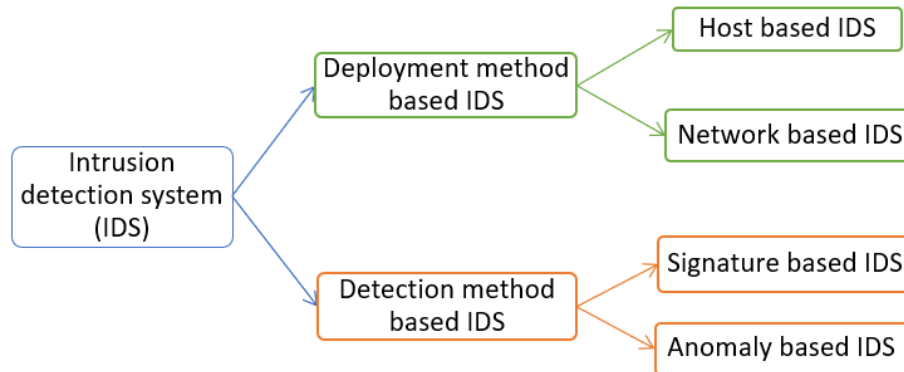 Host based IDS
Deployment method
based IDS
Network based IDS
Intrusion
detection system
(IDS)
Signature based IDS
Detection method
based IDS
Anomaly based IDS